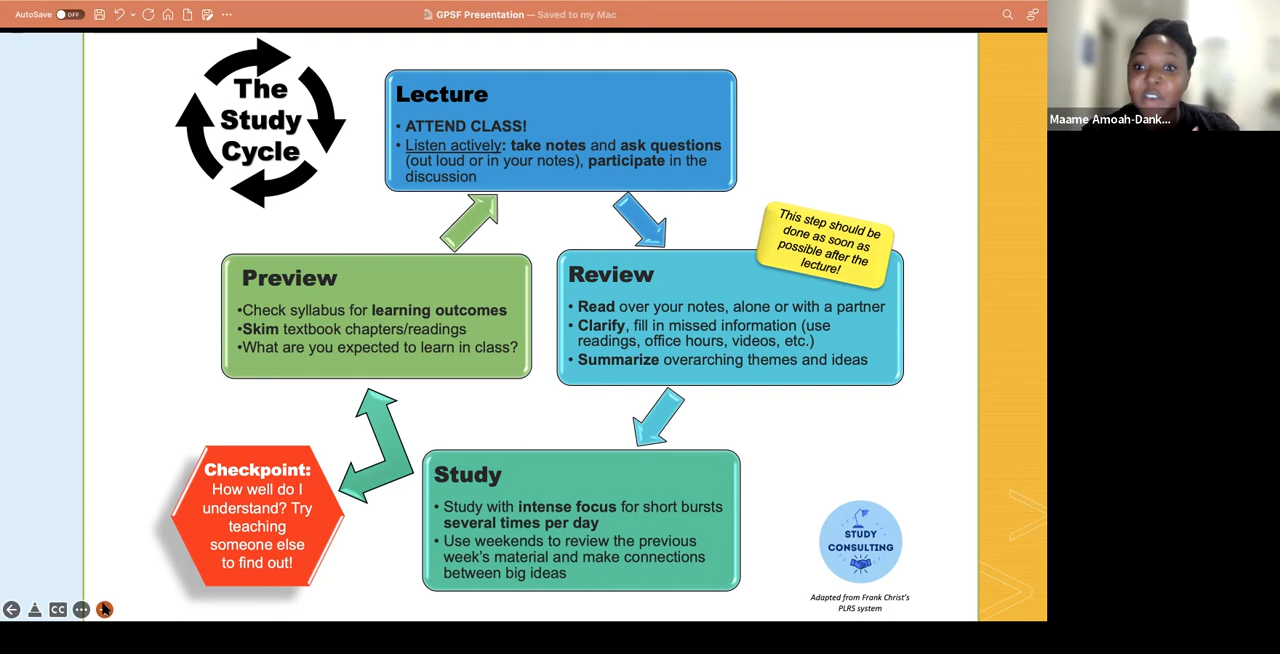 AutoSave OFF
GPSF Presentation — Saved to my Mac
The
Study
Cycle
Lecture
• ATTEND CLASS!
• Listen actively: take notes and ask questions
(out loud or in your notes), participate in the
discussion
This step should be
done as soon as
possible after the
lecture!
Preview
•Check syllabus for learning outcomes
•Skim textbook chapters/readings
•What are you expected to learn in class?
Review
• Read over your notes, alone or with a partner
• Clarify, fill in missed information (use
readings, office hours, videos, etc.)
• Summarize overarching themes and ideas
Checkpoint:
How well do I
understand? Try
teaching
someone else
to find out!
Study
• Study with intense focus for short bursts
several times per day
• Use weekends to review the previous
week's material and make connections
between big ideas
STUDY
CONSULTING
Adapted from Frank Christ's
PLRS system
CC
Maame Amoah-Dank...